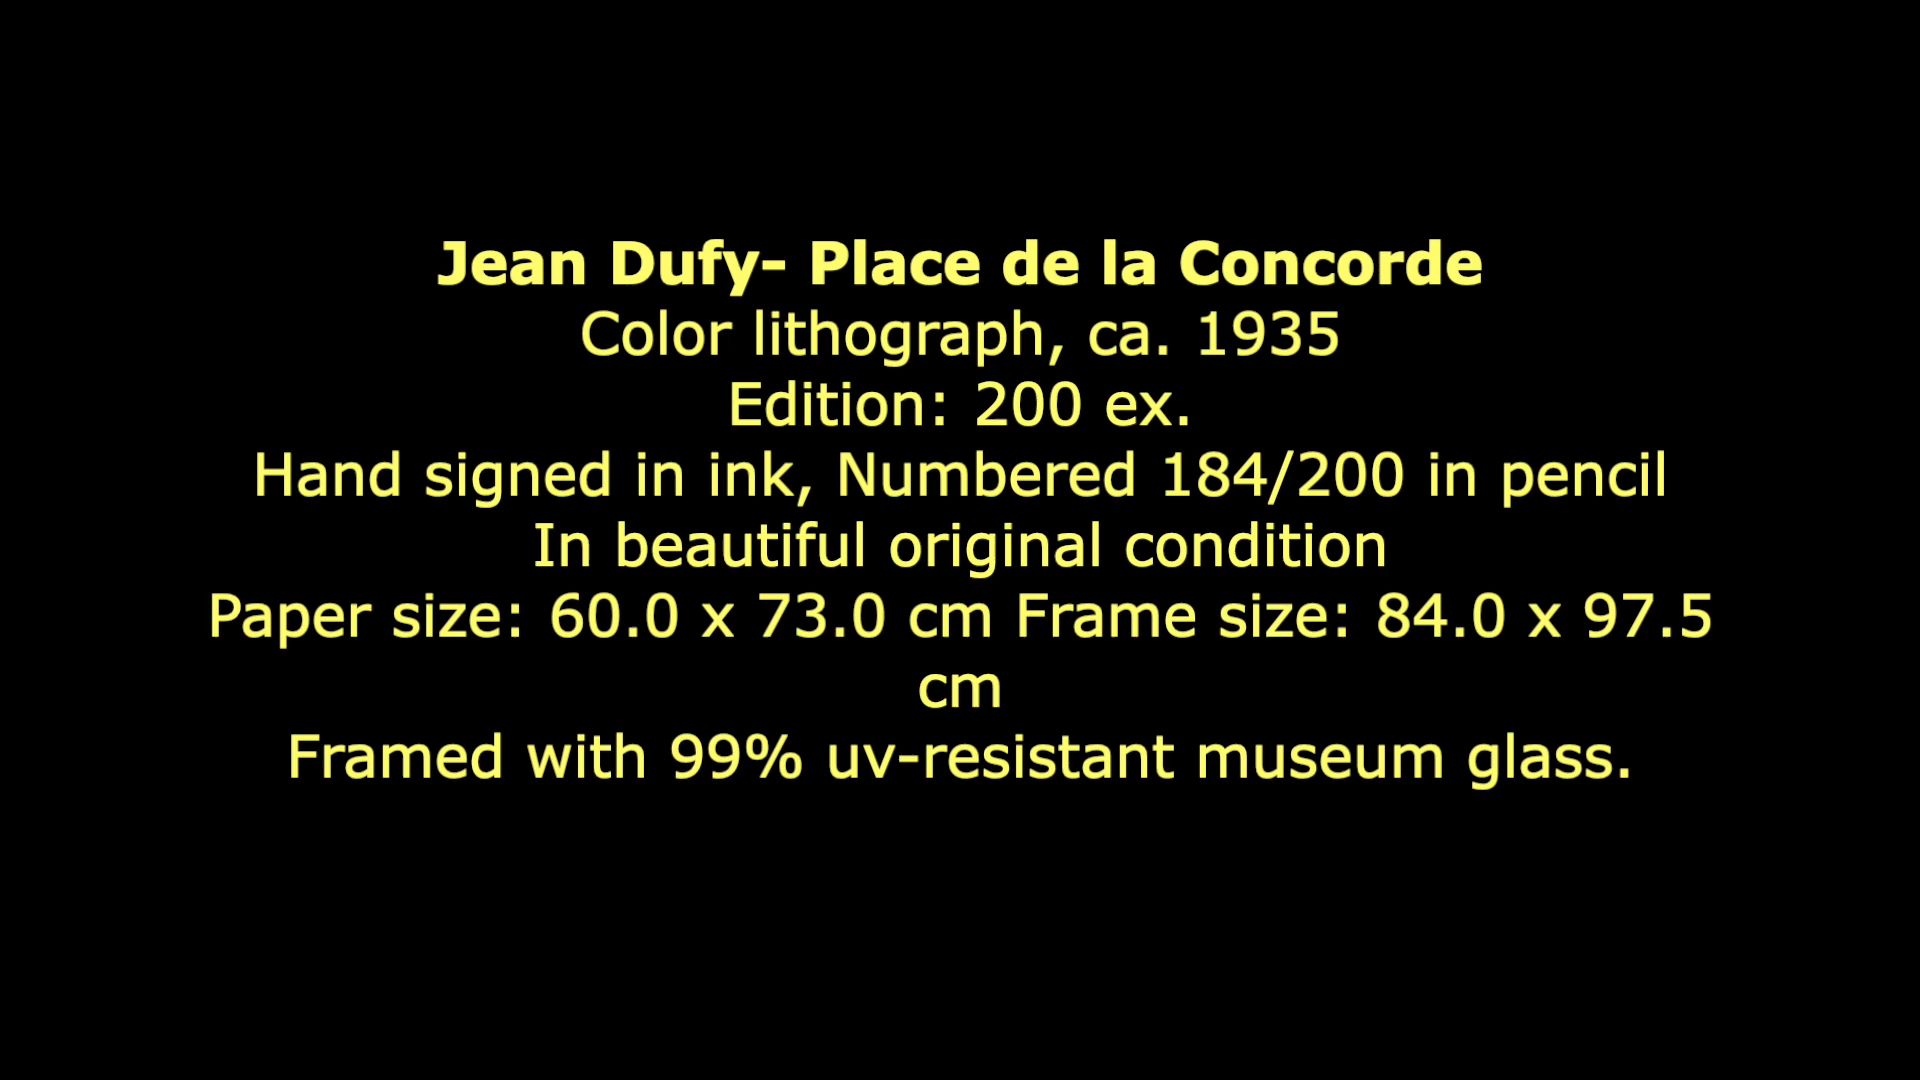 Jean Dufy- Place de la Concorde
Color lithograph, ca. 1935
Edition: 200 ex.
Hand signed in ink, Numbered 184/200 in pencil
In beautiful original condition
Paper size: 60.0 x 73.0 cm Frame size: 84.0 x 97.5
cm
Framed with 99% uv-resistant museum glass.